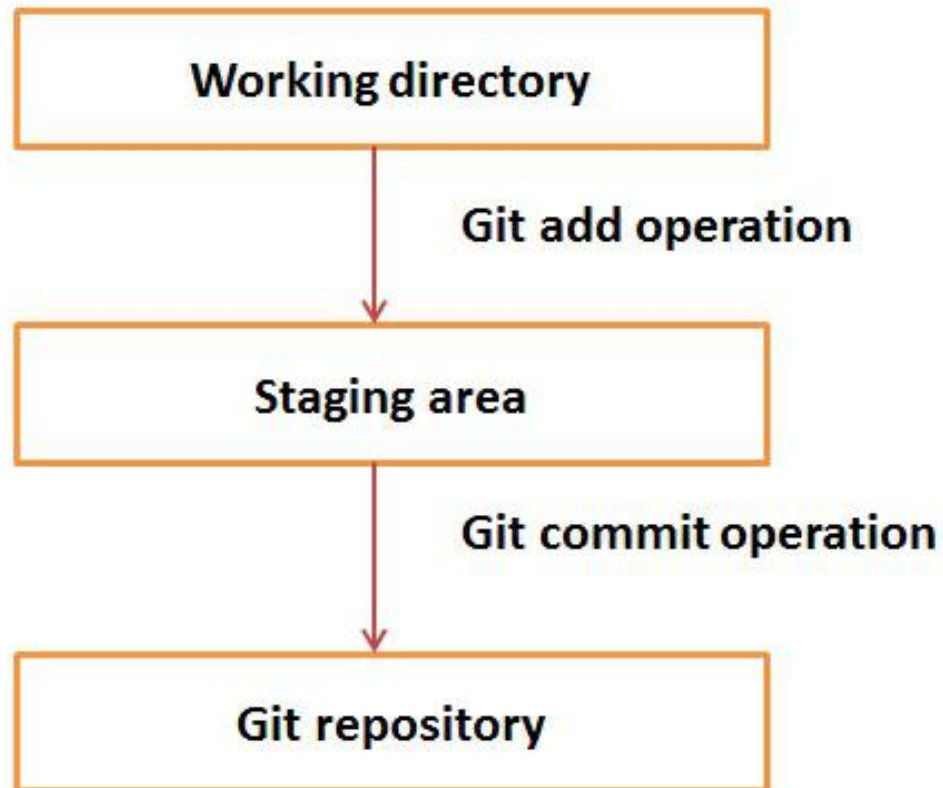 Working directory
Git add operation
Staging area
Git commit operation
Git repository